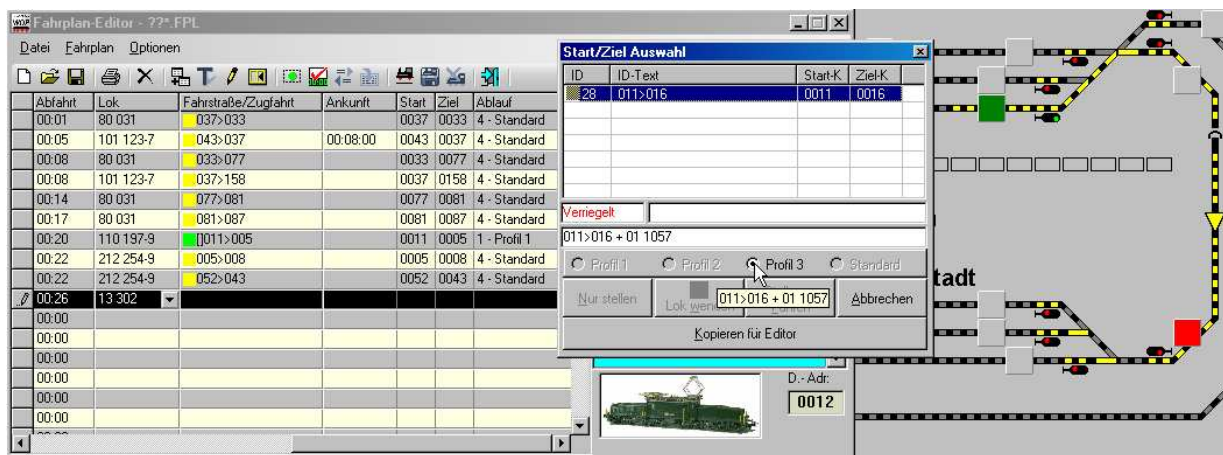 Fahrplan-Editor - ??*.FPL
Datei Fahrplan Optionen
Abfahrt Lok Fahrstraße/Zugfahrt Ankunft Start Ziel Ablauf
00:01 80 031 037>033 0037 0033 4 - Standard
00:05 101 123-7 043>037 00:08:00 0043 0037 4 - Standard
00:08 80 031 033>077 0033 0077 4 - Standard
00:08 101 123-7 037>158 0037 0158 4 - Standard
00:14 80 031 077>081 0077 0081 4 - Standard
00:17 80 031 081>087 0081 0087 4 - Standard
00:20 110 197-9 []011>005 0011 0005 1 - Profil 1
00:22 212 254-9 005>008 0005 0008 4 - Standard
00:22 212 254-9 052>043 0052 0043 4 - Standard
00:26 13 302
00:00
00:00
00:00
00:00
00:00
00:00
Start/Ziel Auswahl
ID ID-Text Start-K Ziel-K
28 011>016 0011 0016
Verriegelt
011>016 + 01 1057
Profil 1 Profil 2 Profil 3 Standard
Nur stellen Lok wenden Abbrechen
011>016 + 01 1057
Kopieren für Editor
D.- Adr:
0012
tadt